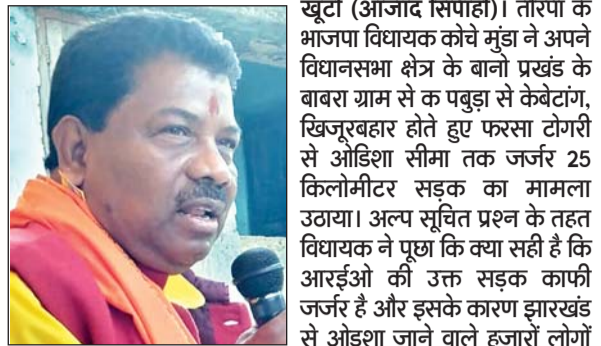 खूंटी (आजाद सिपाही)। तोरपा के
भाजपा विधायक कोचे मुंडा ने अपने
विधानसभा क्षेत्र के बानो प्रखंड के
बाबरा ग्राम से क पबुड़ा से केबेटांग,
खिजूरबहार होते हुए फरसा टोगरी
से ओडिशा सीमा तक जर्जर 25
किलोमीटर सड़क का मामला
उठाया। अल्प सूचित प्रश्न के तहत
विधायक ने पूछा कि क्या सही है कि
आरईओ की उक्त सड़क काफी
जर्जर है और इसके कारण झारखंड
से ओडशा जाने वाले हजारों लोगों